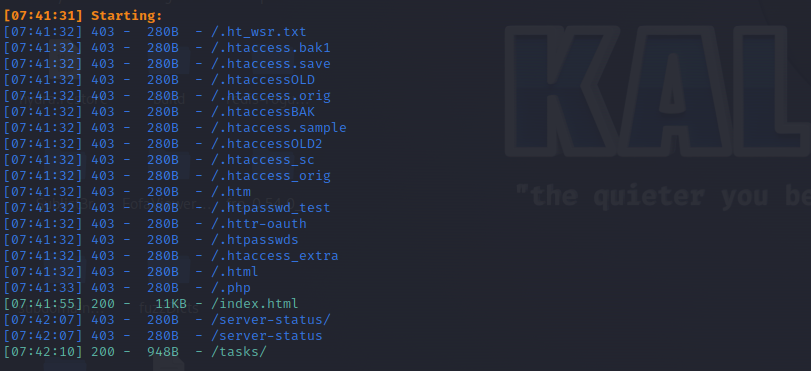 [07:41:31] Starting:
[07:41:32] 403 -  280B  - /.ht_wsr.txt
[07:41:32] 403 -  280B  - /.htaccess.bak1
[07:41:32] 403 -  280B  - /.htaccess.save
[07:41:32] 403 -  280B  - /.htaccessOLD
[07:41:32] 403 -  280B  - /.htaccess.orig
[07:41:32] 403 -  280B  - /.htaccessBAK
[07:41:32] 403 -  280B  - /.htaccess.sample
[07:41:32] 403 -  280B  - /.htaccessOLD2
[07:41:32] 403 -  280B  - /.htaccess_sc
[07:41:32] 403 -  280B  - /.htaccess_orig
[07:41:32] 403 -  280B  - /.htm
[07:41:32] 403 -  280B  - /.htpasswd_test
[07:41:32] 403 -  280B  - /.httr-oauth
[07:41:32] 403 -  280B  - /.htpasswds
[07:41:32] 403 -  280B  - /.htaccess_extra
[07:41:32] 403 -  280B  - /.html
[07:41:33] 403 -  280B  - /.php
[07:41:55] 200 -   11KB - /index.html
[07:42:07] 403 -  280B  - /server-status/
[07:42:07] 403 -  280B  - /server-status
[07:42:10] 200 -  948B  - /tasks/
KAL
"the quieter you be